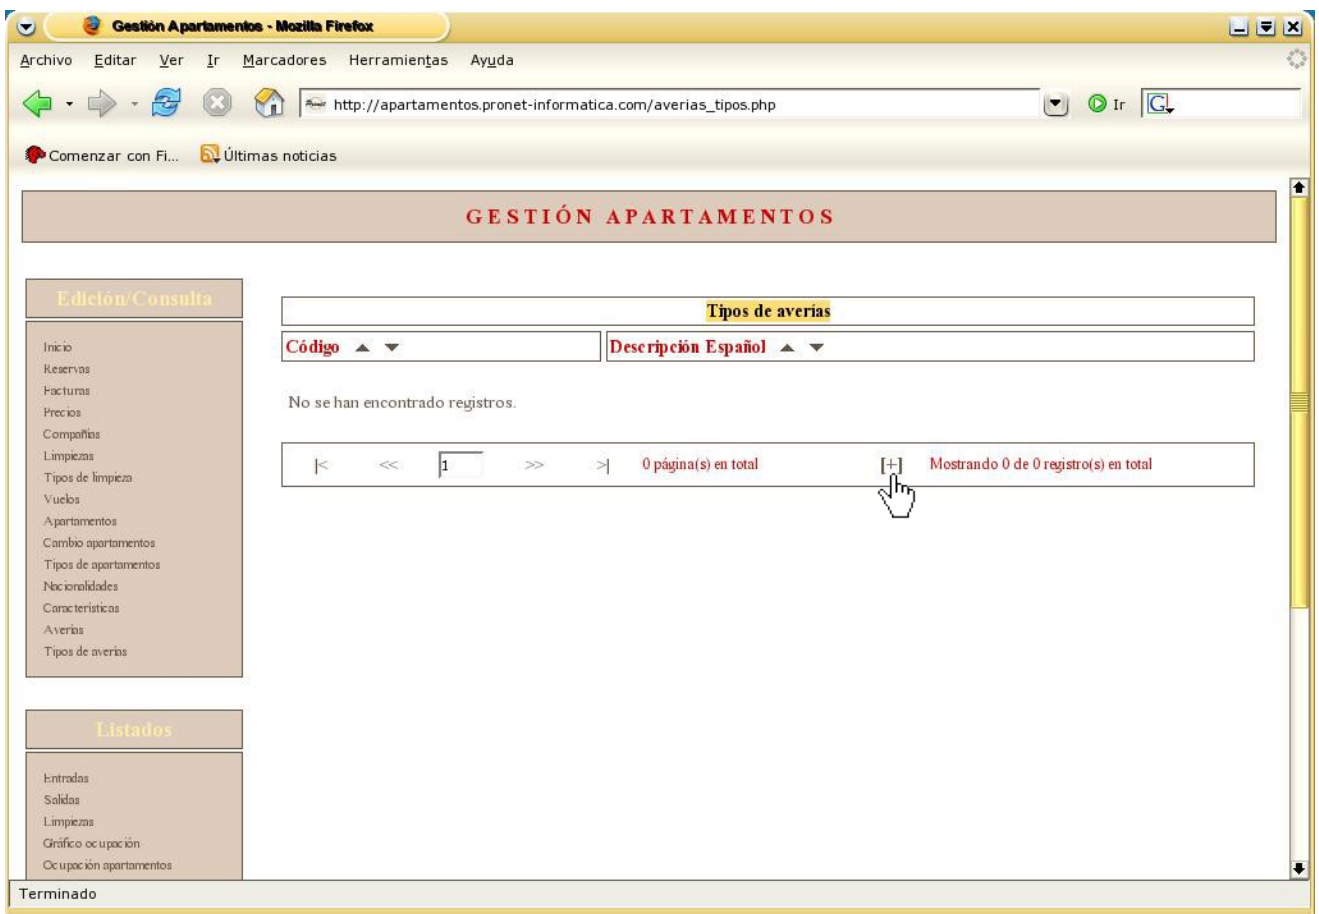 Gestión Apartamentos - Mozilla Firefox
Archivo Editar Ver Ir Marcadores Herramientas Ayuda
http://apartamentos.pronet-informatica.com/averias_tipos.php Ir G
Comenzar con Fi... Últimas noticias
GESTIÓN APARTAMENTOS
Edición/Consulta
Inicio
Reservas
Facturas
Precios
Compañías
Limpiezas
Tipos de limpieza
Vuelos
Apartamentos
Cambio apartamentos
Tipos de apartamentos
Nacionalidades
Características
Averías
Tipos de averías
Listados
Entradas
Salidas
Limpiezas
Gráfico ocupación
Ocupación apartamentos
Tipos de averías
Código Descripción Español
No se han encontrado registros.
|< << 1 >> >| 0 página(s) en total [+] Mostrando 0 de 0 registro(s) en total
Terminado